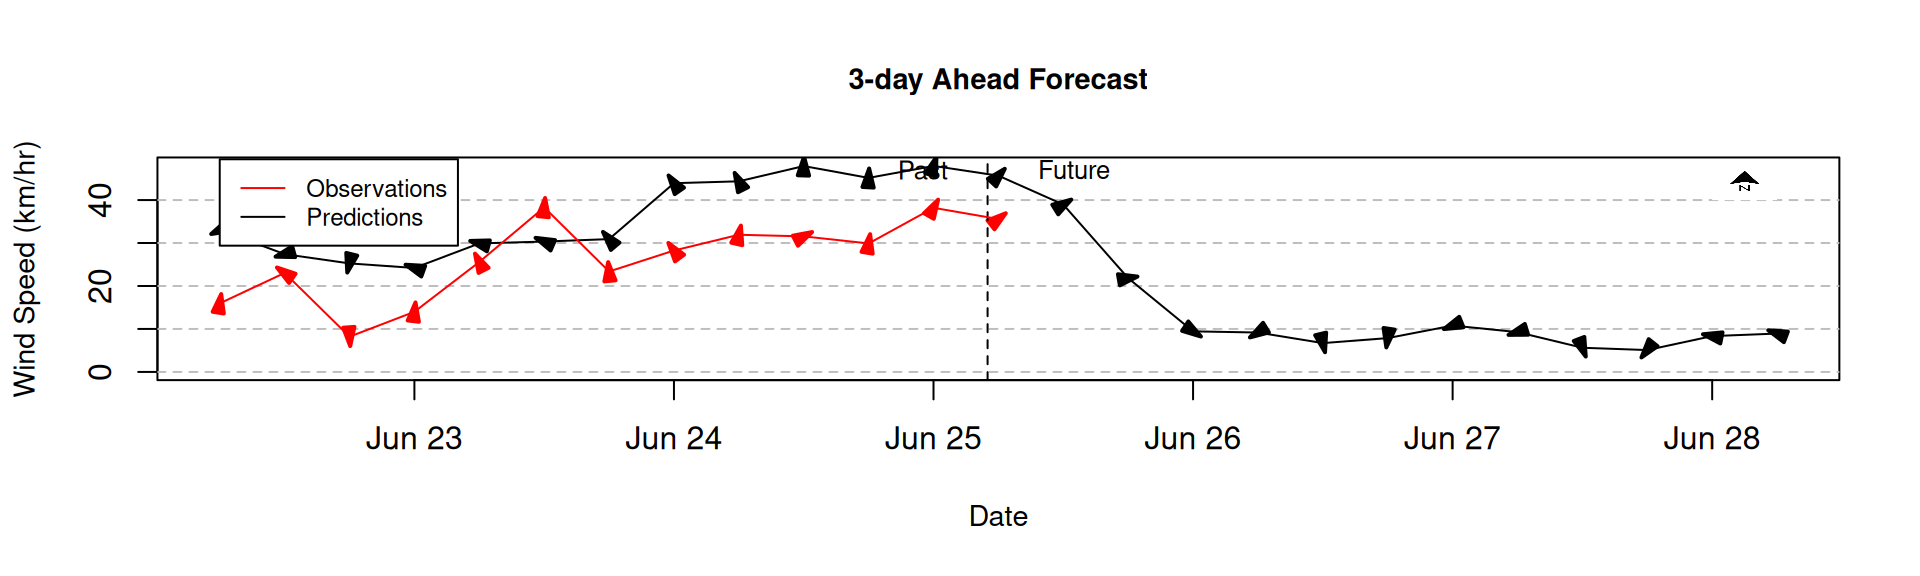 3-day Ahead Forecast
Wind Speed (km/hr)
40
20
0
Observations
Predictions
Past
Future
N
Jun 23
Jun 24
Jun 25
Jun 26
Jun 27
Jun 28
Date